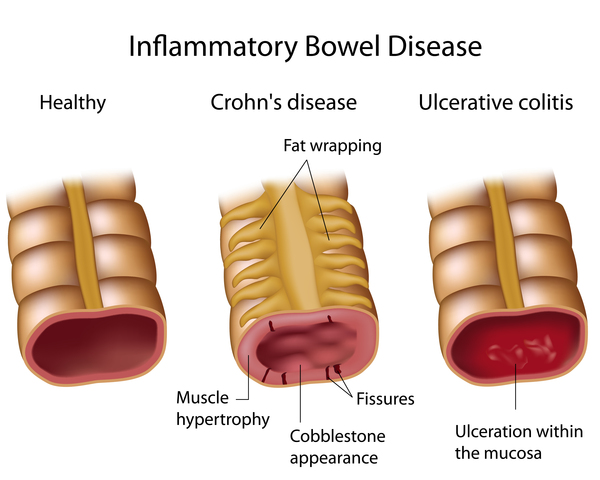 Inflammatory Bowel Disease
Healthy
Crohn's disease
Ulcerative colitis
Fat wrapping
Muscle
hypertrophy
Fissures
Cobblestone
appearance
Ulceration within
the mucosa